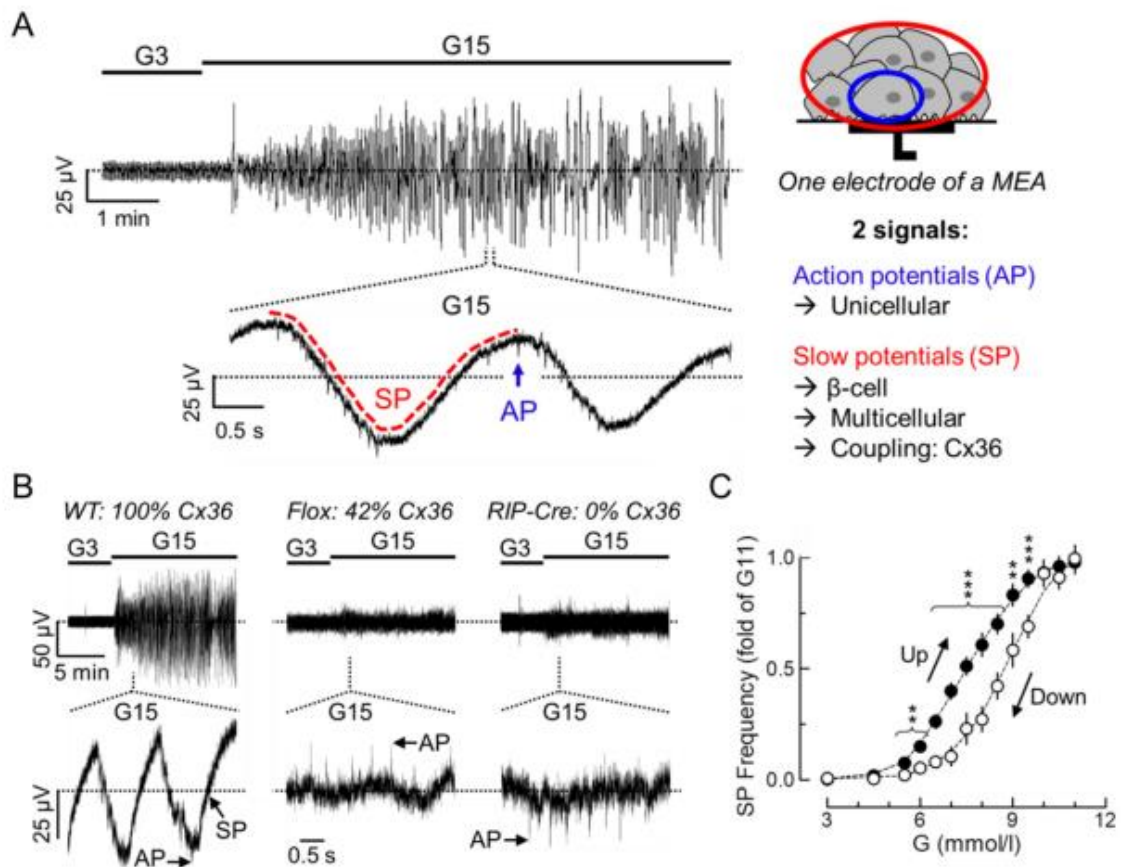 A
G3
G15
25 µV
1 min
G15
SP
AP
25 µV
0.5 s
One electrode of a MEA
2 signals:
Action potentials (AP)
→ Unicellular
Slow potentials (SP)
→ β-cell
→ Multicellular
→ Coupling: Cx36
B
WT: 100% Cx36
G3
G15
50 µV
5 min
G15
25 µV
SP
AP
Flox: 42% Cx36
G3
G15
G15
AP
0.5 s
RIP-Cre: 0% Cx36
G3
G15
G15
AP
C
SP Frequency (fold of G11)
1.0
0.5
0.0
**
***
**
***
Up
Down
3
6
9
12
G (mmol/l)